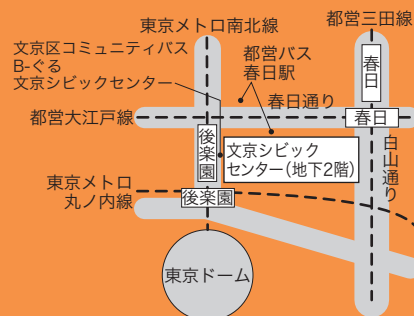 東京メトロ南北線
都営三田線
文京区コミュニティバス
B-ぐる
文京シビックセンター
都営バス
春日駅
春日
春日通り
都営大江戸線
春日
後楽園
文京シビック
センター(地下2階)
白山通り
東京メトロ
丸ノ内線
後楽園
東京ドーム